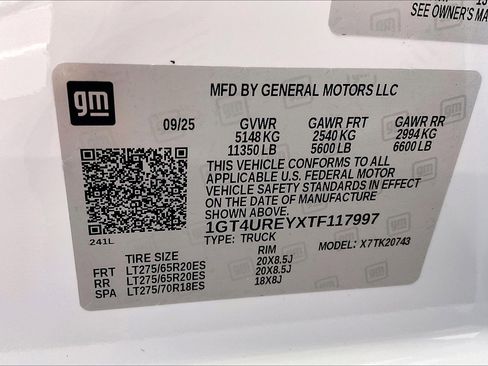 SEE OWNER'S MA
gm
MFD BY GENERAL MOTORS LLC
09/25 GVWR GAWR FRT GAWR RR
5148 KG 2540 KG 2994 KG
11350 LB 5600 LB 6600 LB
THIS VEHICLE CONFORMS TO ALL
APPLICABLE U.S. FEDERAL MOTOR
VEHICLE SAFETY STANDARDS IN EFFECT
ON THE DATE OF MANUFACTURE
SHOWN ABOVE.
1GT4UREYXTF117997
TYPE: TRUCK MODEL: X7TK20743
241L
TIRE SIZE RIM
FRT LT275/65R20ES 20X8.5J
RR LT275/65R20ES 20X8.5J
SPA LT275/70R18ES 18X8J